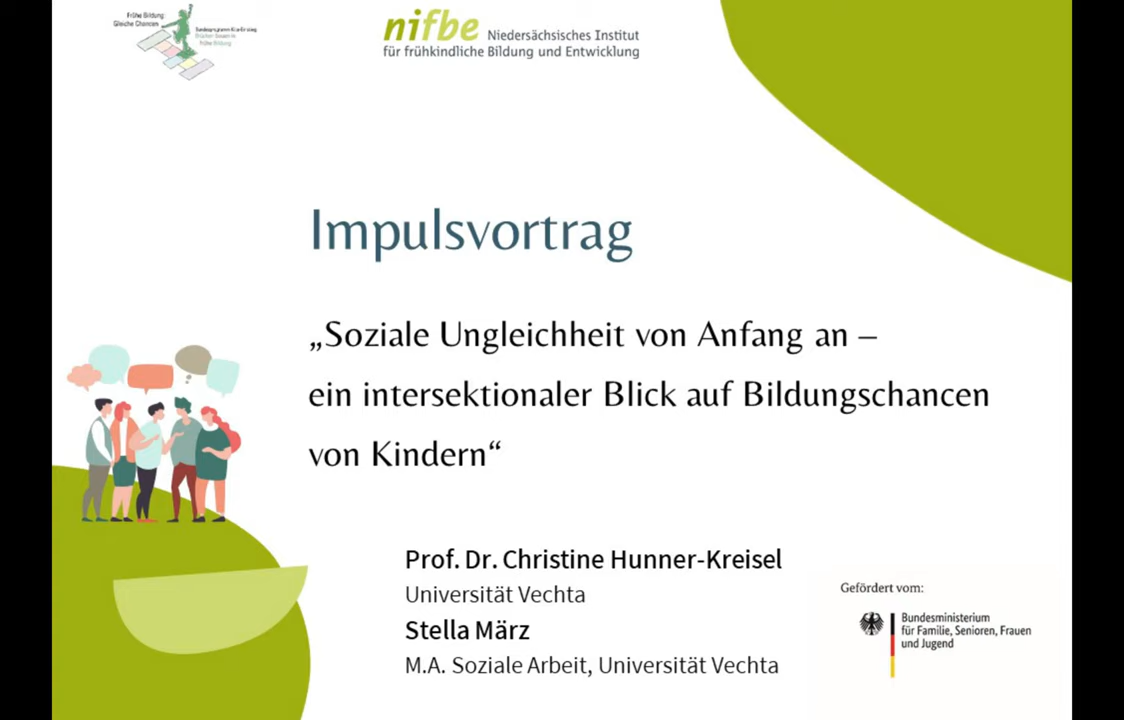 Frühe Bildung:
Gleiche Chancen
nifbe Niedersächsisches Institut
für frühkindliche Bildung und Entwicklung
Impulsvortrag
„Soziale Ungleichheit von Anfang an –
ein intersektionaler Blick auf Bildungschancen
von Kindern“
Prof. Dr. Christine Hunner-Kreisel
Universität Vechta
Stella März
M.A. Soziale Arbeit, Universität Vechta
Gefördert vom:
Bundesministerium
für Familie, Senioren, Frauen
und Jugend